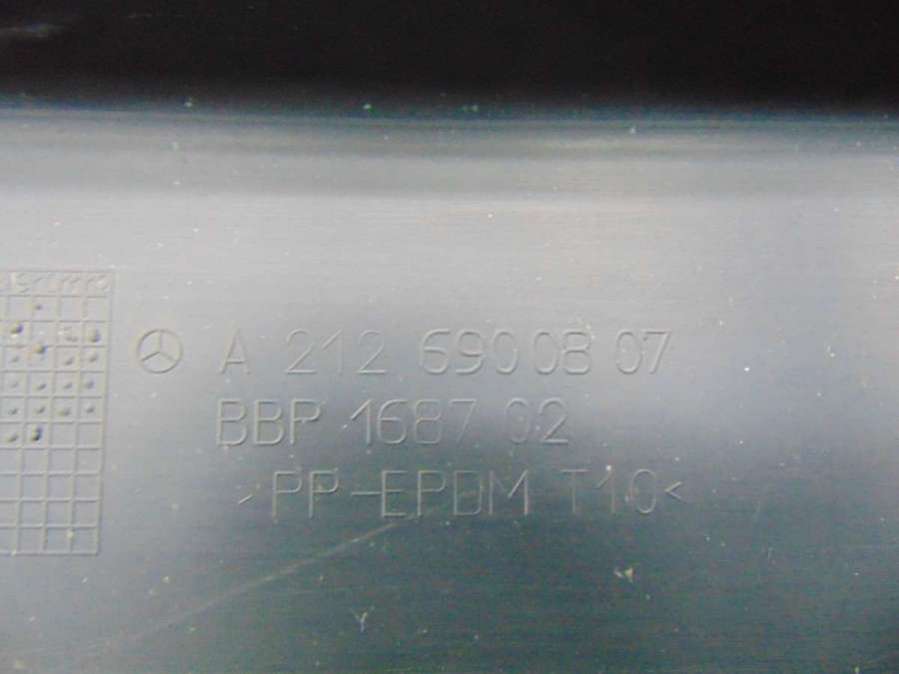 A 212 690 08 07
BBP 1687 02
>PP-EPDM T10<